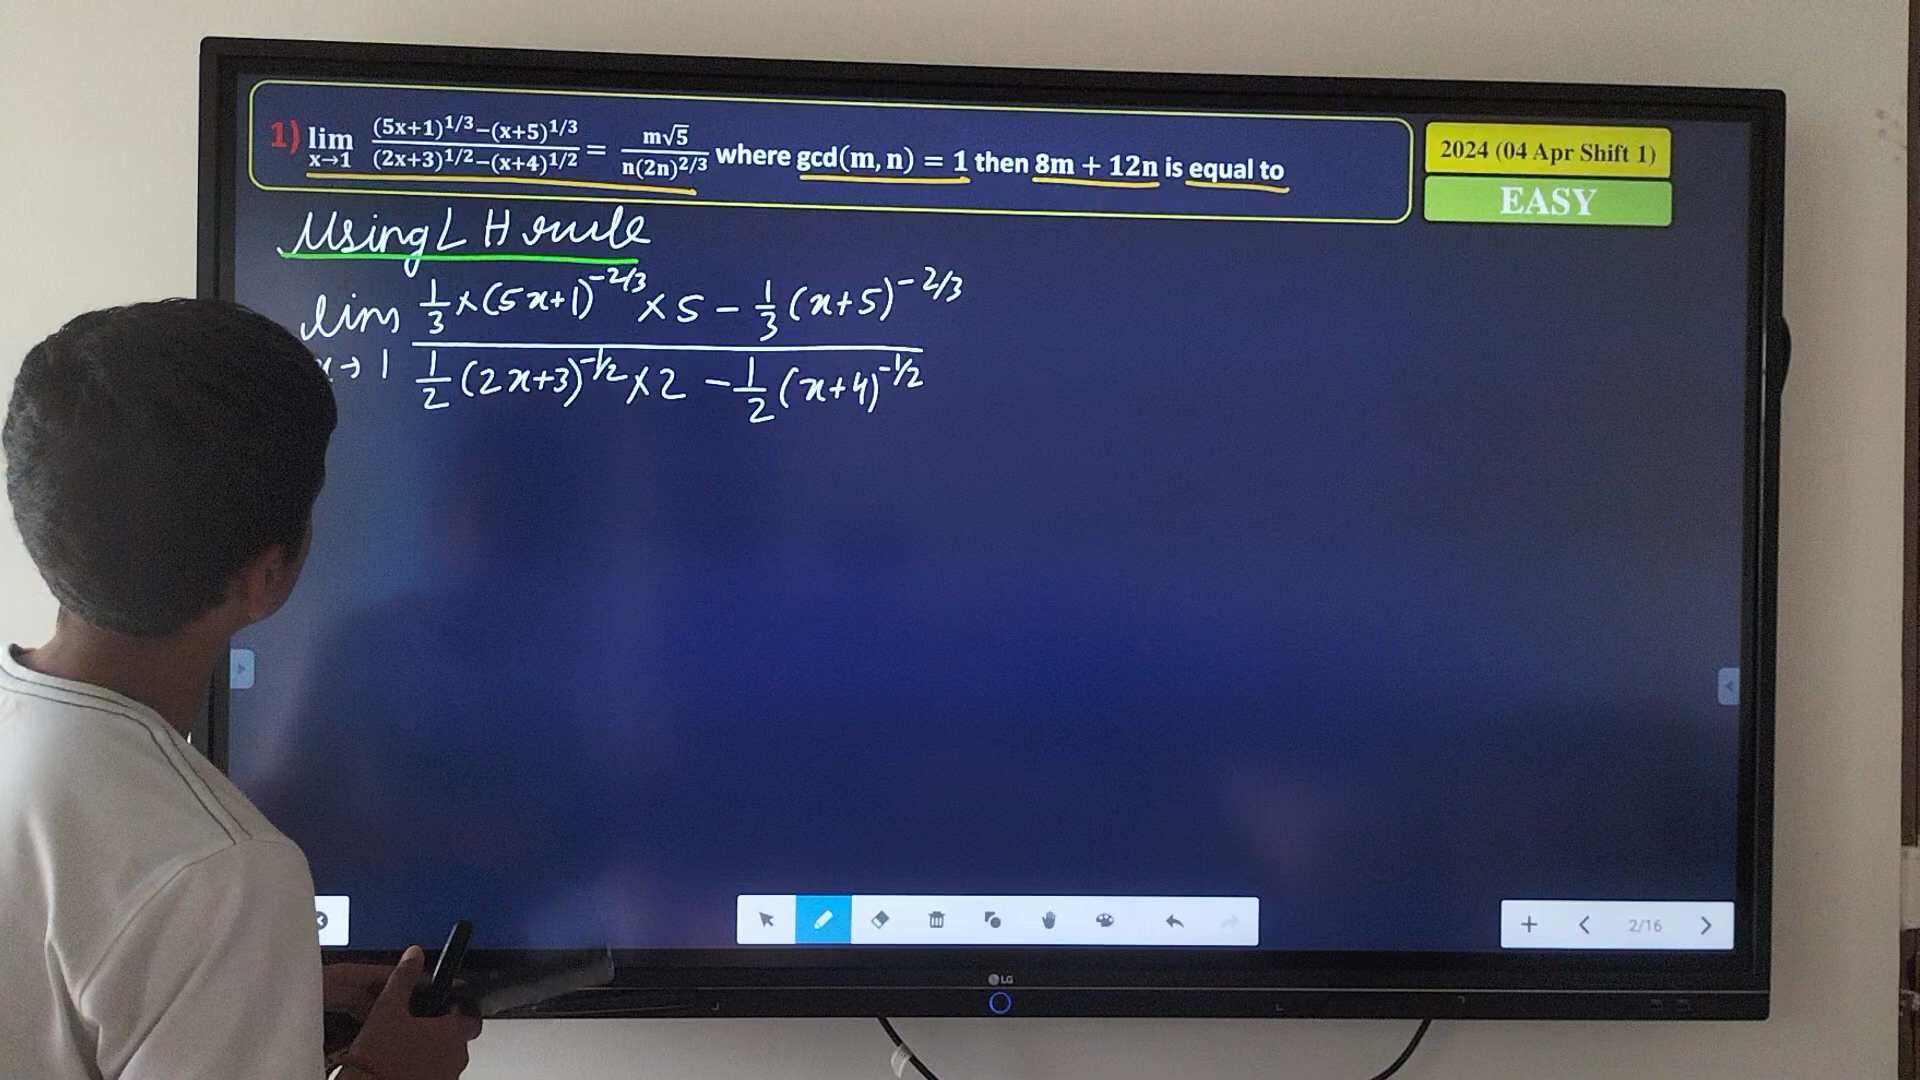 1) lim x→1 (5x+1)^1/3−(x+5)^1/3 / (2x+3)^1/2−(x+4)^1/2 = m√5 / n(2n)^2/3 where gcd(m, n) = 1 then 8m + 12n is equal to
2024 (04 Apr Shift 1)
EASY
Using L H rule
lim x→1 1/3 × (5x+1)^-2/3 × 5 − 1/3 (x+5)^-2/3 / 1/2 (2x+3)^-1/2 × 2 − 1/2 (x+4)^-1/2
2/16
LG